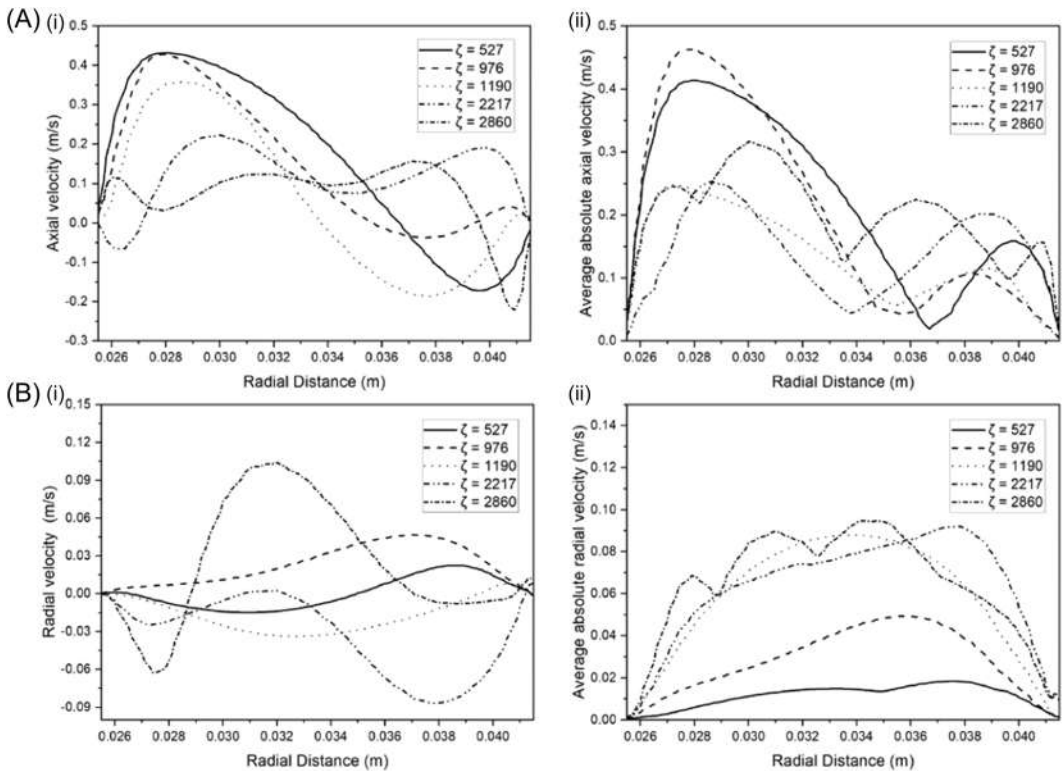 (A) (i)
0.5
0.4
0.3
0.2
0.1
0.0
-0.1
-0.2
-0.3
Axial velocity (m/s)
ζ = 527
ζ = 976
ζ = 1190
ζ = 2217
ζ = 2860
0.026 0.028 0.030 0.032 0.034 0.036 0.038 0.040
Radial Distance (m)
(ii)
0.5
0.4
0.3
0.2
0.1
0.0
Average absolute axial velocity (m/s)
ζ = 527
ζ = 976
ζ = 1190
ζ = 2217
ζ = 2860
0.026 0.028 0.030 0.032 0.034 0.036 0.038 0.040
Radial Distance (m)
(B) (i)
0.15
0.12
0.09
0.06
0.03
0.00
-0.03
-0.06
-0.09
Radial velocity (m/s)
ζ = 527
ζ = 976
ζ = 1190
ζ = 2217
ζ = 2860
0.026 0.028 0.030 0.032 0.034 0.036 0.038 0.040
Radial Distance (m)
(ii)
0.14
0.12
0.10
0.08
0.06
0.04
0.02
0.00
Average absolute radial velocity (m/s)
ζ = 527
ζ = 976
ζ = 1190
ζ = 2217
ζ = 2860
0.026 0.028 0.030 0.032 0.034 0.036 0.038 0.040
Radial Distance (m)